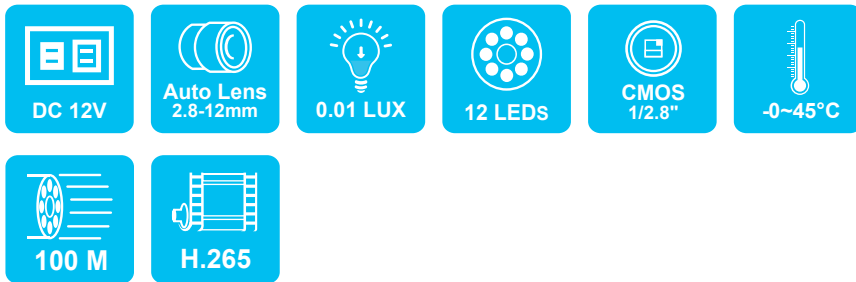 DC 12V
Auto Lens
2.8-12mm
0.01 LUX
12 LEDs
CMOS
1/2.8"
-0~45°C
100 M
H.265